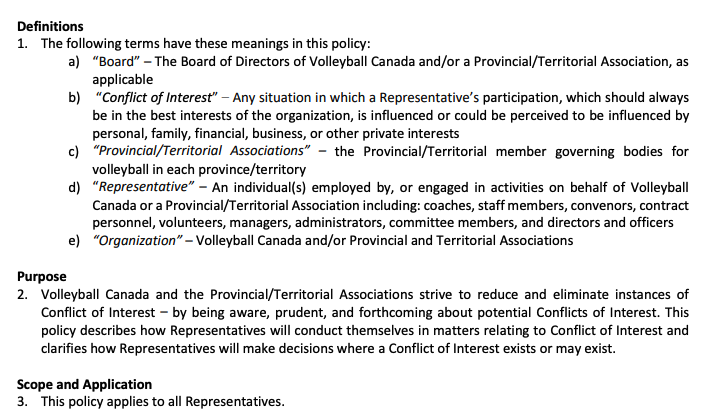 Definitions
1. The following terms have these meanings in this policy:
a) “Board” – The Board of Directors of Volleyball Canada and/or a Provincial/Territorial Association, as
applicable
b) “Conflict of Interest” – Any situation in which a Representative’s participation, which should always
be in the best interests of the organization, is influenced or could be perceived to be influenced by
personal, family, financial, business, or other private interests
c) “Provincial/Territorial Associations” – the Provincial/Territorial member governing bodies for
volleyball in each province/territory
d) “Representative” – An individual(s) employed by, or engaged in activities on behalf of Volleyball
Canada or a Provincial/Territorial Association including: coaches, staff members, convenors, contract
personnel, volunteers, managers, administrators, committee members, and directors and officers
e) “Organization” – Volleyball Canada and/or Provincial and Territorial Associations
Purpose
2. Volleyball Canada and the Provincial/Territorial Associations strive to reduce and eliminate instances of
Conflict of Interest – by being aware, prudent, and forthcoming about potential Conflicts of Interest. This
policy describes how Representatives will conduct themselves in matters relating to Conflict of Interest and
clarifies how Representatives will make decisions where a Conflict of Interest exists or may exist.
Scope and Application
3. This policy applies to all Representatives.